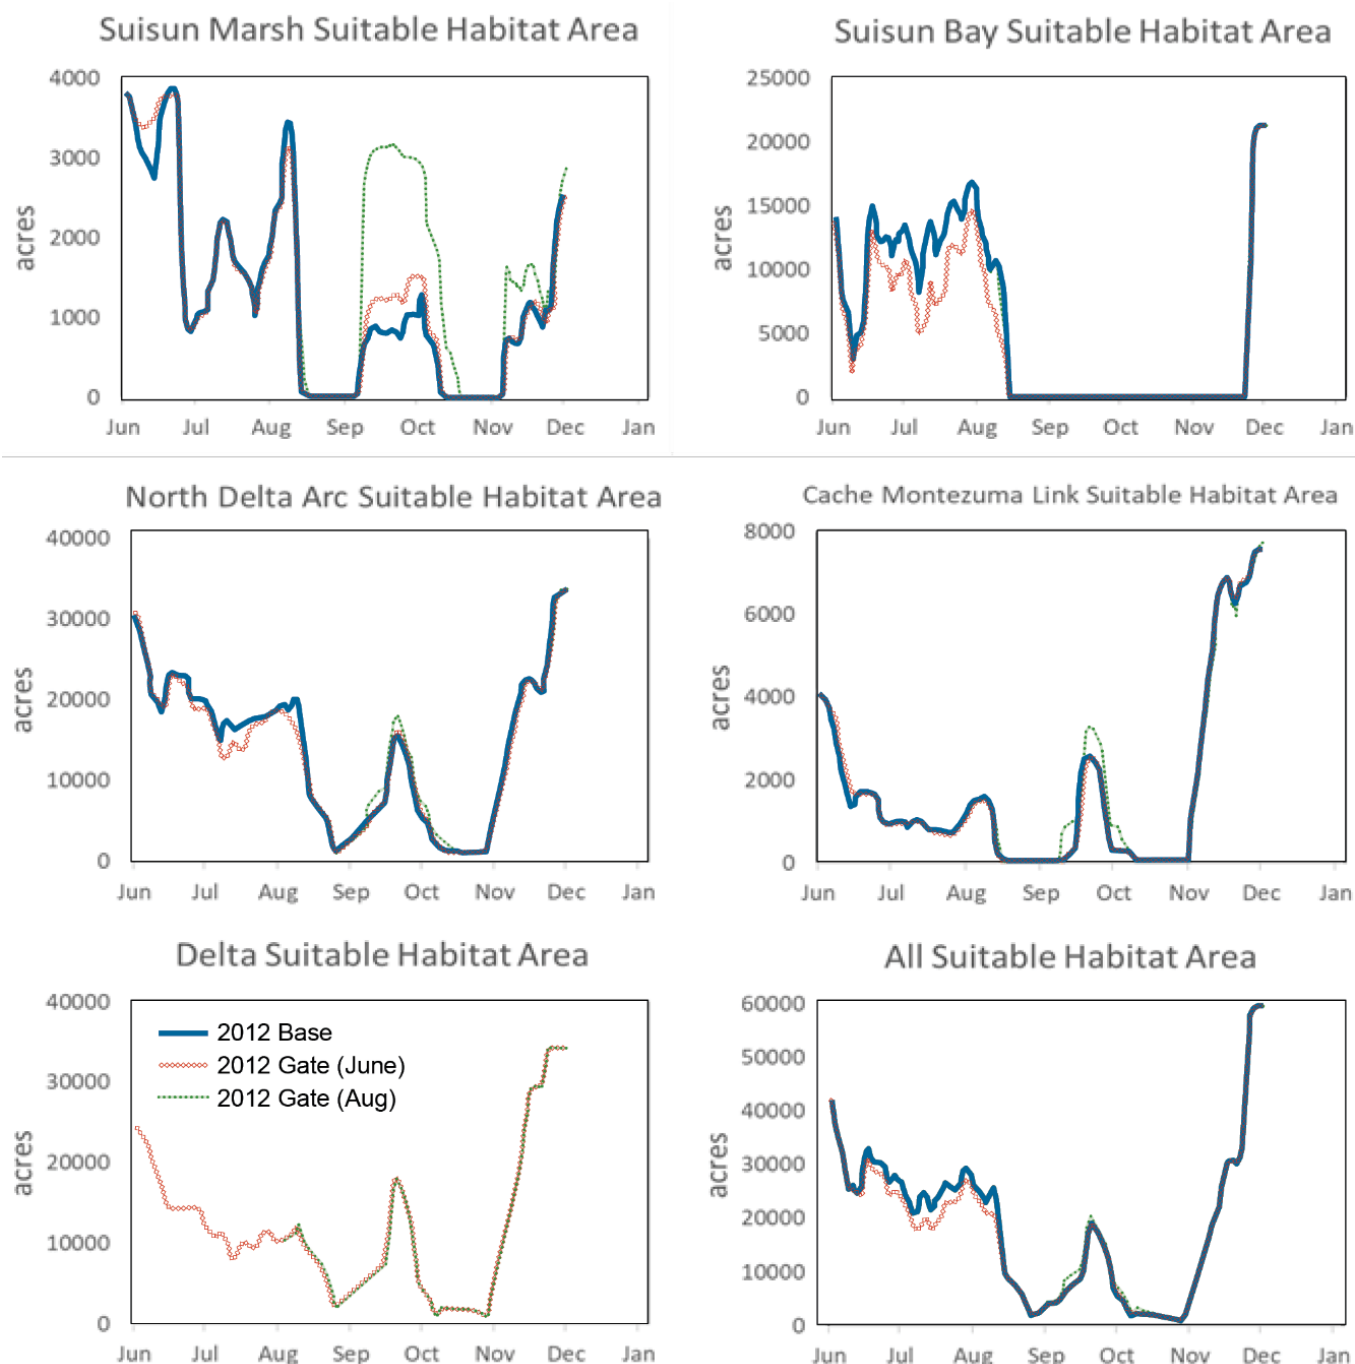 Suisun Marsh Suitable Habitat Area
acres
4000
3000
2000
1000
0
Jun Jul Aug Sep Oct Nov Dec Jan
Suisun Bay Suitable Habitat Area
acres
25000
20000
15000
10000
5000
0
Jun Jul Aug Sep Oct Nov Dec Jan
North Delta Arc Suitable Habitat Area
acres
40000
30000
20000
10000
0
Jun Jul Aug Sep Oct Nov Dec Jan
Cache Montezuma Link Suitable Habitat Area
acres
8000
6000
4000
2000
0
Jun Jul Aug Sep Oct Nov Dec Jan
Delta Suitable Habitat Area
acres
40000
30000
20000
10000
0
2012 Base
2012 Gate (June)
2012 Gate (Aug)
Jun Jul Aug Sep Oct Nov Dec Jan
All Suitable Habitat Area
acres
60000
50000
40000
30000
20000
10000
0
Jun Jul Aug Sep Oct Nov Dec Jan